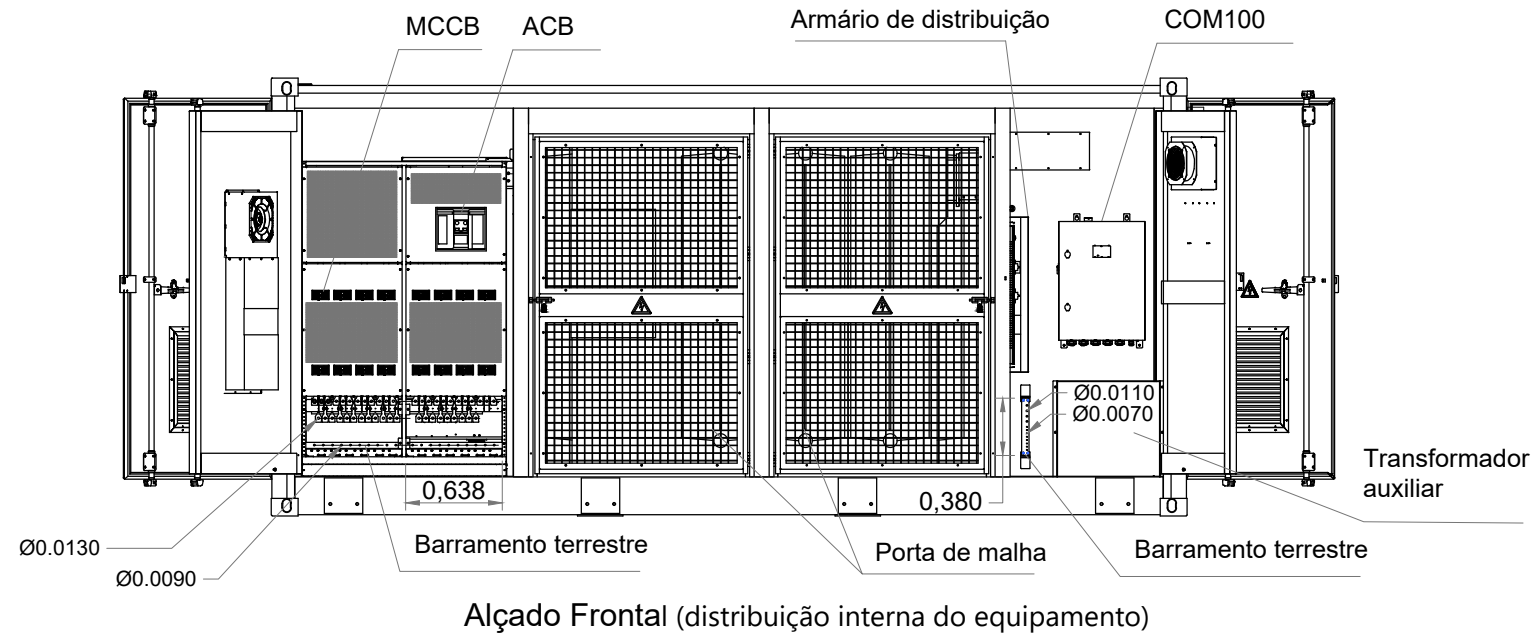 MCCB
ACB
Armário de distribuição
COM100
Ø0.0110
Ø0.0070
Transformador
auxiliar
0,638
0,380
Ø0.0130
Barramento terrestre
Porta de malha
Barramento terrestre
Ø0.0090
Alçado Frontal (distribuição interna do equipamento)